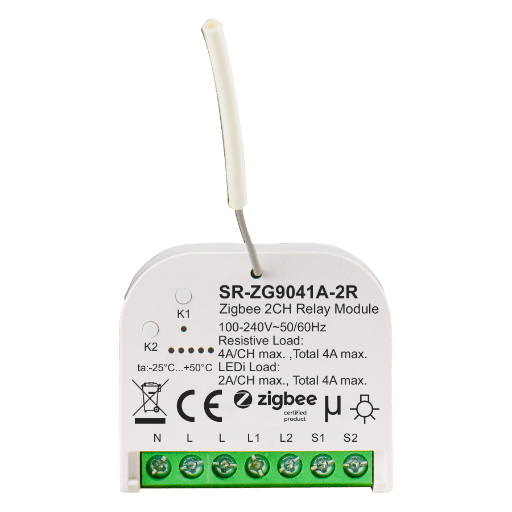 SR-ZG9041A-2R
Zigbee 2CH Relay Module
K1
100-240V~50/60Hz
K2
Resistive Load:
4A/CH max. ,Total 4A max.
ta:-25°C...+50°C
LEDi Load:
2A/CH max., Total 4A max.
CE zigbee μ
certified
product
N L L L1 L2 S1 S2